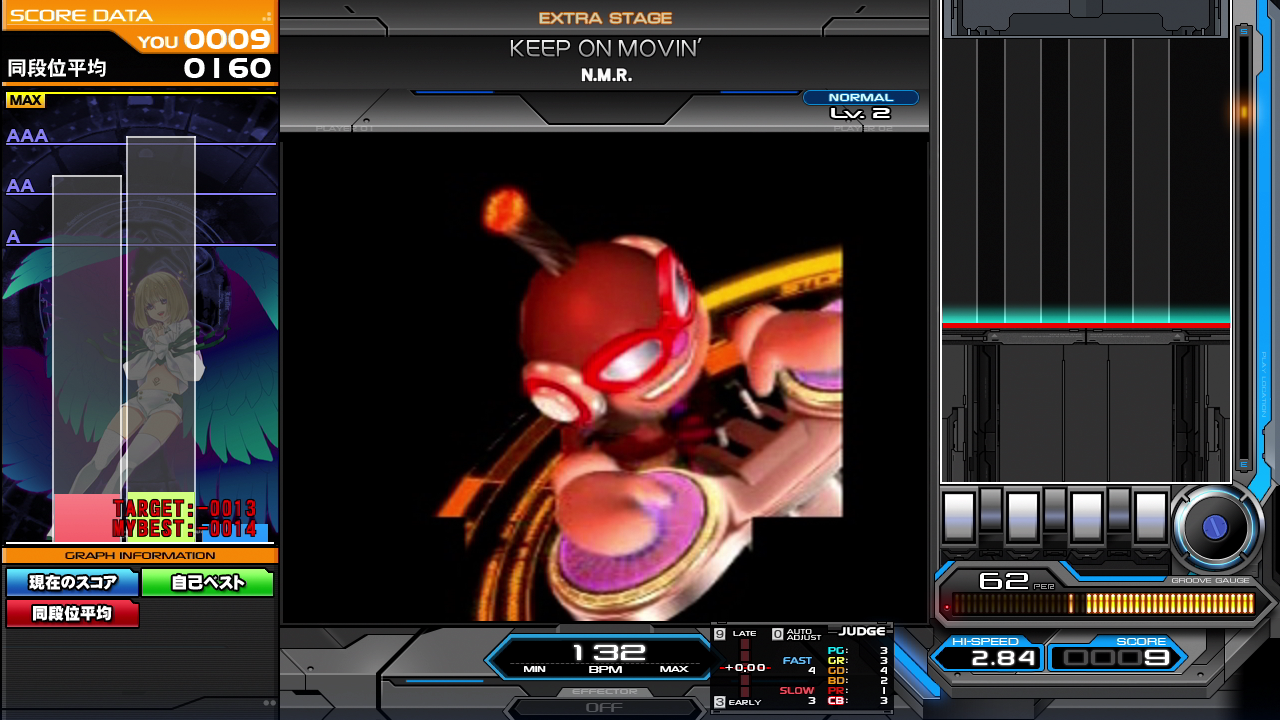 SCORE DATA
YOU 0009
同段位平均 0160
MAX
AAA
AA
A
TARGET:-0013
MYBEST:-0014
GRAPH INFORMATION
現在のスコア
自己ベスト
同段位平均
EXTRA STAGE
KEEP ON MOVIN'
N.M.R.
NORMAL
Lv. 2
PLAYER 01
PLAYER 02
132
MIN BPM MAX
EFFECTOR
OFF
9 LATE
0 AUTO ADJUST
JUDGE
+0.00
FAST 4
SLOW 3
3 EARLY
PG: 3
GR: 3
GD: 4
BD: 2
PR: 1
CB: 3
62 PER
GROOVE GAUGE
HI-SPEED
2.84
SCORE
0009